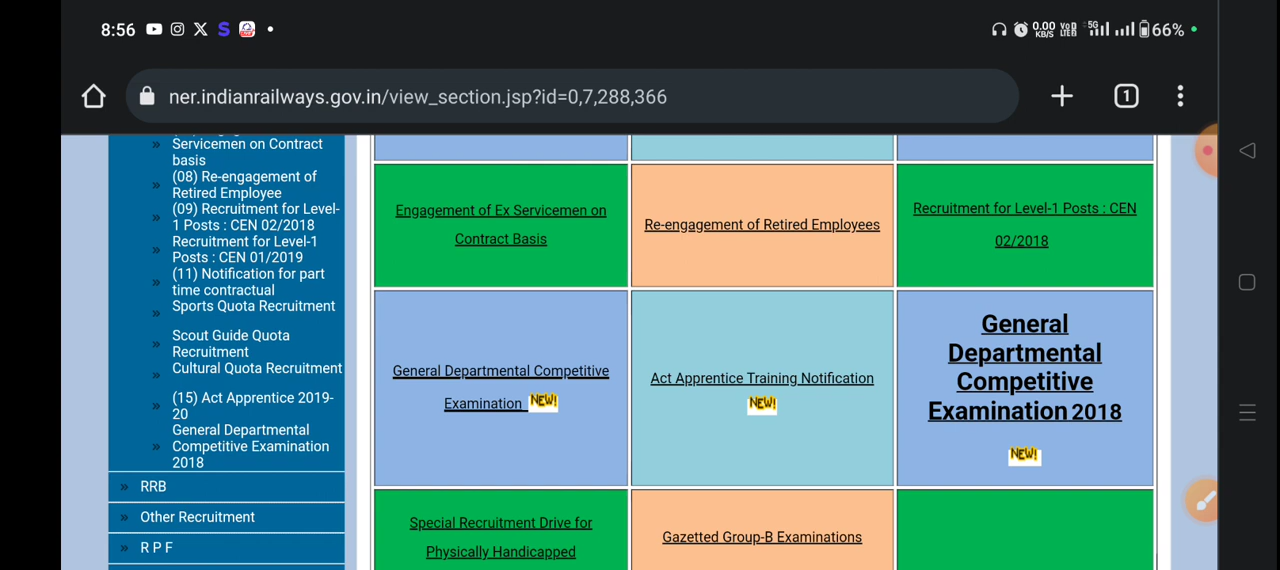 8:56
S
0.00
KB/S
5G
66%
ner.indianrailways.gov.in/view_section.jsp?id=0,7,288,366
1
Servicemen on Contract
basis
(08) Re-engagement of
Retired Employee
(09) Recruitment for Level-
1 Posts : CEN 02/2018
Recruitment for Level-1
Posts : CEN 01/2019
(11) Notification for part
time contractual
Sports Quota Recruitment
Scout Guide Quota
Recruitment
Cultural Quota Recruitment
(15) Act Apprentice 2019-
20
General Departmental
Competitive Examination
2018
RRB
Other Recruitment
R P F
Engagement of Ex Servicemen on
Contract Basis
Re-engagement of Retired Employees
Recruitment for Level-1 Posts : CEN
02/2018
General Departmental Competitive
Examination NEW!
Act Apprentice Training Notification
NEW!
General
Departmental
Competitive
Examination 2018
NEW!
Special Recruitment Drive for
Physically Handicapped
Gazetted Group-B Examinations